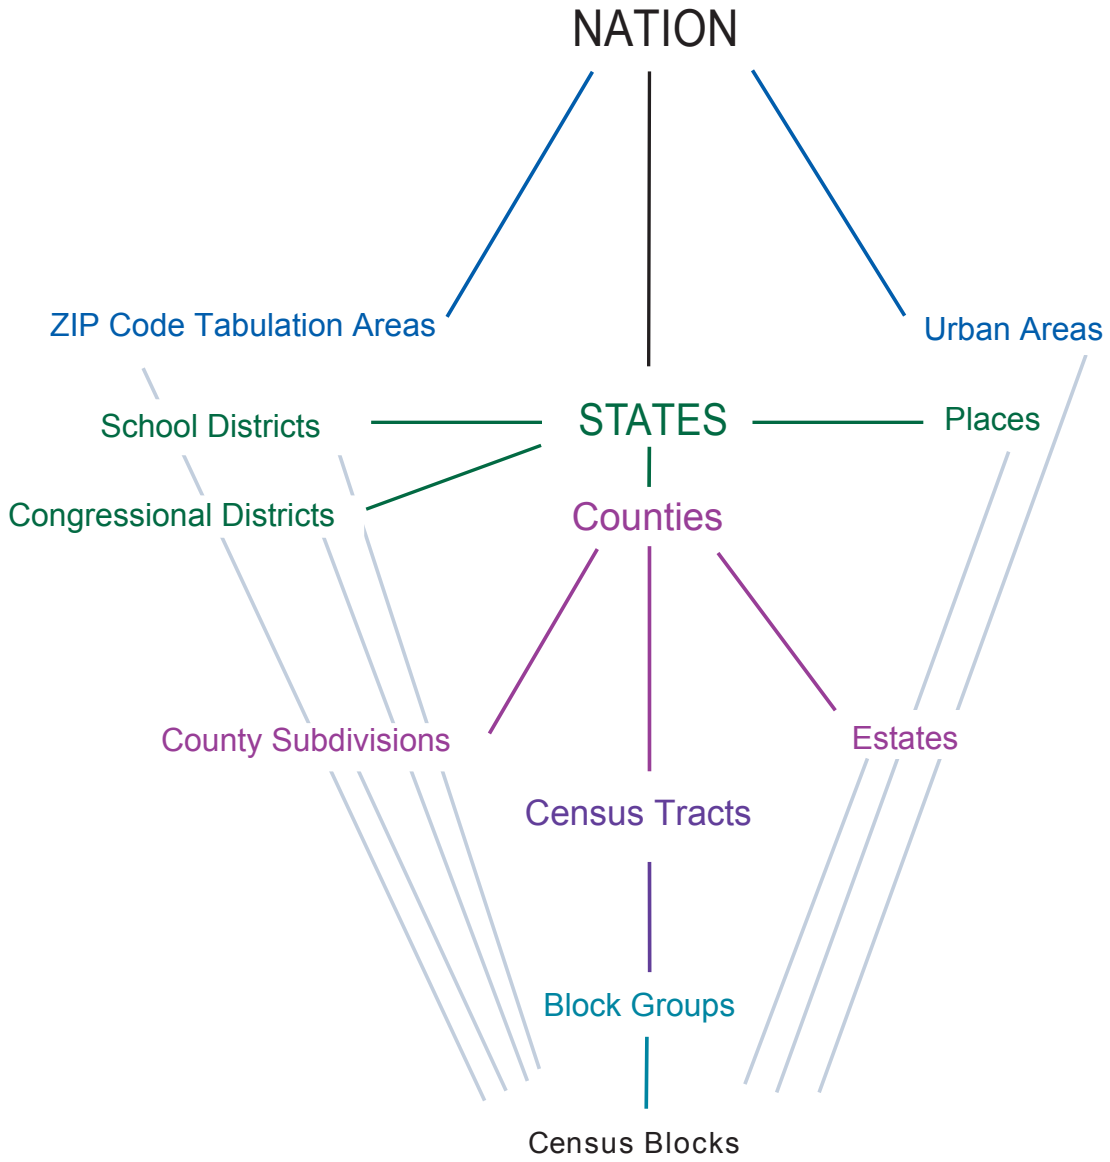 NATION
ZIP Code Tabulation Areas
Urban Areas
School Districts
STATES
Places
Congressional Districts
Counties
County Subdivisions
Estates
Census Tracts
Block Groups
Census Blocks